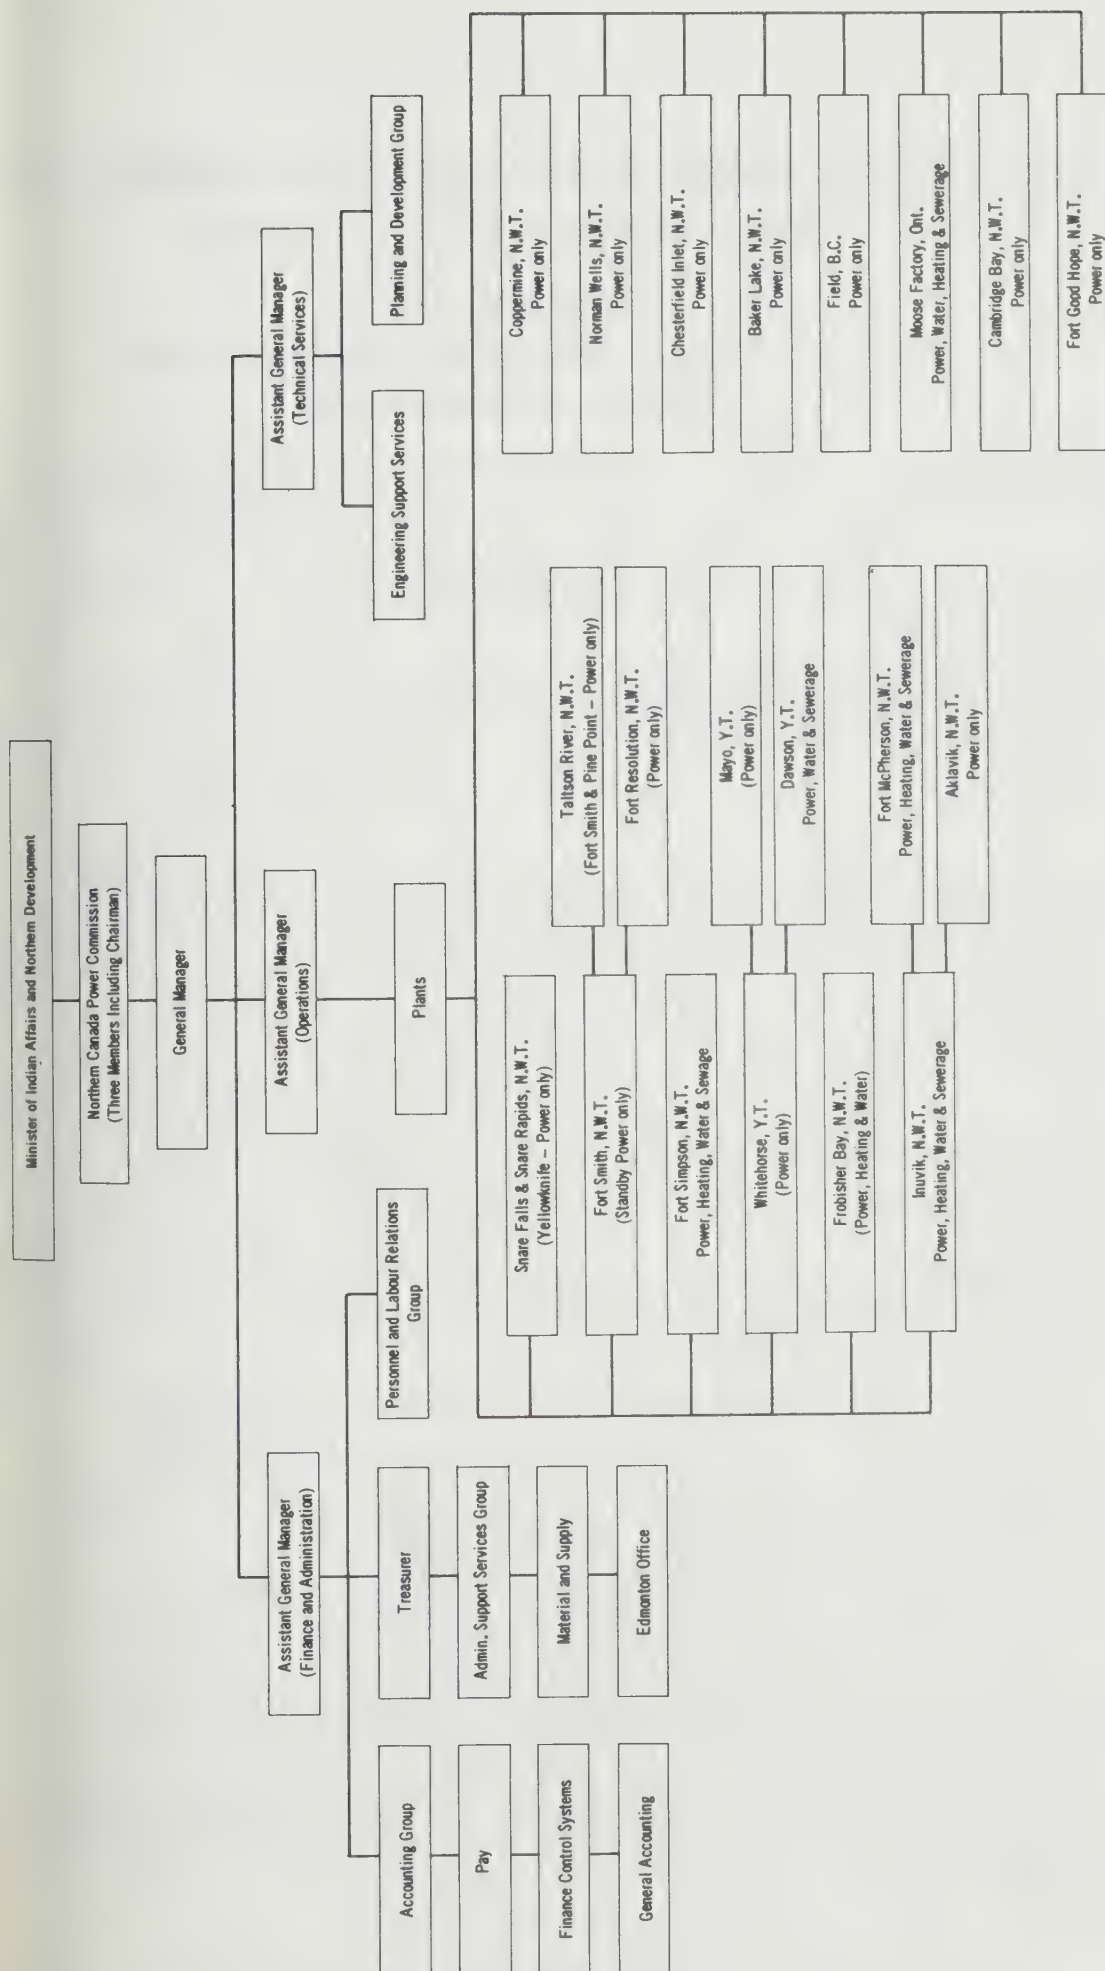 Minister of Indian Affairs and Northern Development
Northern Canada Power Commission
(Three Members Including Chairman)
General Manager
Assistant General Manager
(Finance and Administration)
Assistant General Manager
(Operations)
Assistant General Manager
(Technical Services)
Accounting Group
Pay
Finance Control Systems
General Accounting
Treasurer
Admin. Support Services Group
Material and Supply
Edmonton Office
Personnel and Labour Relations
Group
Plants
Engineering Support Services
Planning and Development Group
Snare Falls & Snare Rapids, N.W.T.
(Yellowknife – Power only)
Fort Smith, N.W.T.
(Standby Power only)
Fort Simpson, N.W.T.
Power, Heating, Water & Sewage
Whitehorse, Y.T.
(Power only)
Frobisher Bay, N.W.T.
(Power, Heating & Water)
Inuvik, N.W.T.
Power, Heating, Water & Sewerage
Taltson River, N.W.T.
(Fort Smith & Pine Point – Power only)
Fort Resolution, N.W.T.
(Power only)
Mayo, Y.T.
(Power only)
Dawson, Y.T.
Power, Water & Sewerage
Fort McPherson, N.W.T.
Power, Heating, Water & Sewerage
Aklavik, N.W.T.
Power only
Coppermine, N.W.T.
Power only
Norman Wells, N.W.T.
Power only
Chesterfield Inlet, N.W.T.
Power only
Baker Lake, N.W.T.
Power only
Field, B.C.
Power only
Moose Factory, Ont.
Power, Water, Heating & Sewerage
Cambridge Bay, N.W.T.
Power only
Fort Good Hope, N.W.T.
Power only